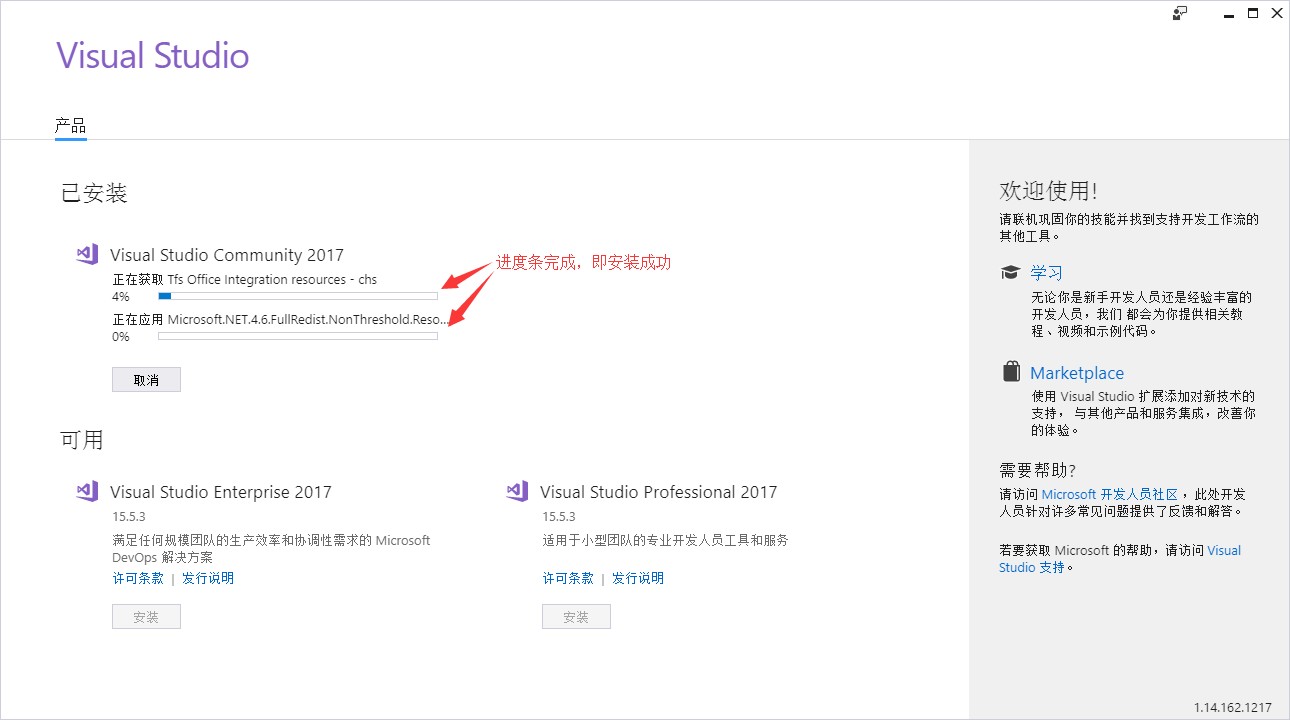 Visual Studio
产品
已安装
Visual Studio Community 2017
正在获取 Tfs Office Integration resources - chs
4%
正在应用 Microsoft.NET.4.6.FullRedist.NonThreshold.Reso...
0%
进度条完成，即安装成功
取消
可用
Visual Studio Enterprise 2017
15.5.3
满足任何规模团队的生产效率和协调性需求的 Microsoft
DevOps 解决方案
许可条款 | 发行说明
安装
Visual Studio Professional 2017
15.5.3
适用于小型团队的专业开发人员工具和服务
许可条款 | 发行说明
安装
欢迎使用!
请联机巩固你的技能并找到支持开发工作流的
其他工具。
学习
无论你是新手开发人员还是经验丰富的
开发人员，我们 都会为你提供相关教
程、视频和示例代码。
Marketplace
使用 Visual Studio 扩展添加对新技术的
支持， 与其他产品和服务集成，改善你
的体验。
需要帮助?
请访问 Microsoft 开发人员社区 ，此处开发
人员针对许多常见问题提供了反馈和解答。
若要获取 Microsoft 的帮助，请访问 Visual
Studio 支持。
1.14.162.1217